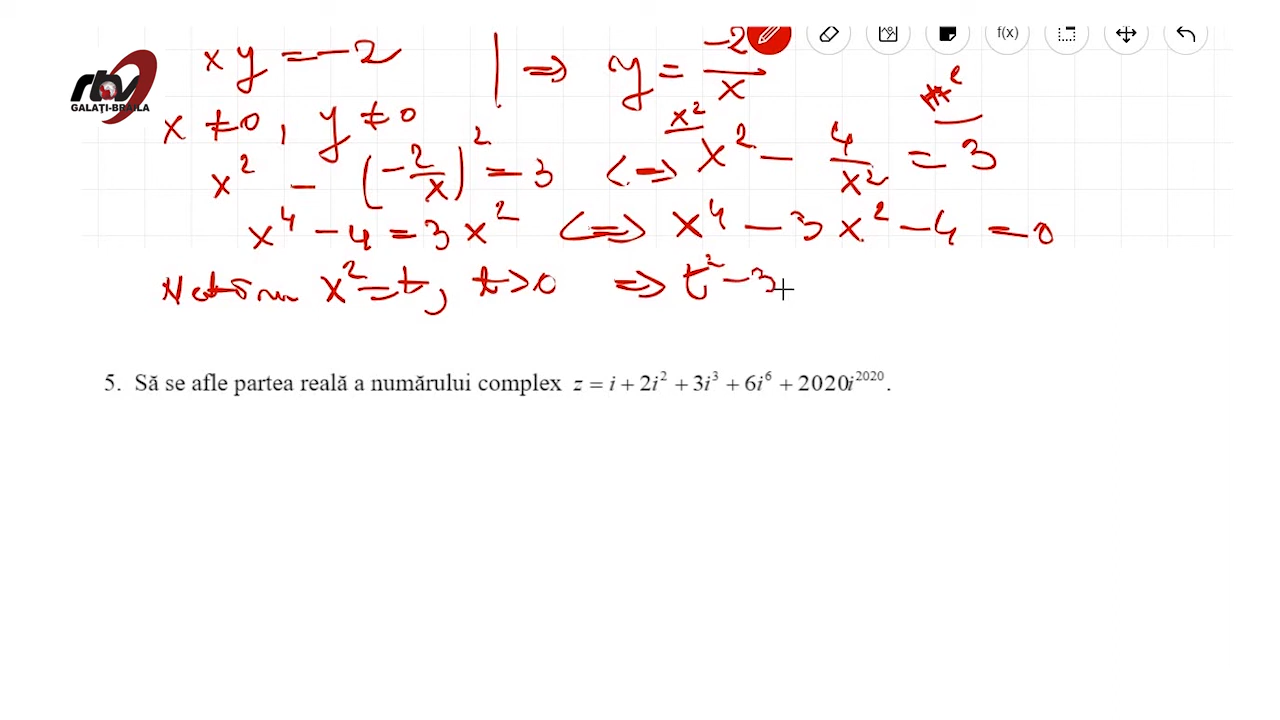 xy = -2 | ⇒ y = -2/x
rtv
GALAȚI-BRĂILA
f(x)
x ≠ 0, y ≠ 0
x² - (-2/x)² = 3 ⇔ x² - 4/x² = 3
x²
x⁴ - 4 = 3x² ⇔ x⁴ - 3x² - 4 = 0
Notăm x² = t, t > 0 ⇒ t² - 3
5. Să se afle partea reală a numărului complex z = i + 2i² + 3i³ + 6i⁶ + 2020i²⁰²⁰.